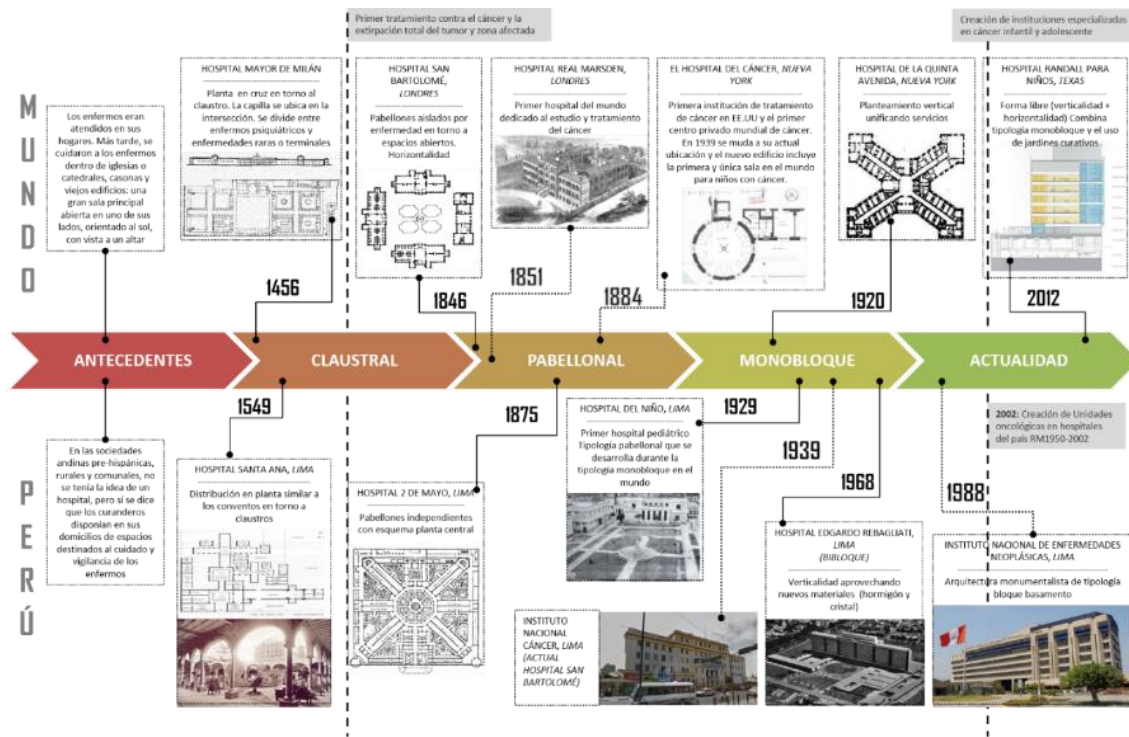 Primer tratamiento contra el cáncer y la
extirpación total del tumor y zona afectada
Creación de instituciones especializadas
en cáncer infantil y adolescente
MUNDO
Los enfermos eran
atendidos en sus
hogares. Más tarde, se
cuidaron a los enfermos
dentro de iglesias o
catedrales, casonas y
viejos edificios: una
gran sala principal
abierta en uno de sus
lados, orientado al sol,
con vista a un altar
HOSPITAL MAYOR DE MILÁN
Planta en cruz en torno al
claustro. La capilla se ubica en la
intersección. Se divide entre
enfermos psiquiátricos y
enfermedades raras o terminales
HOSPITAL SAN
BARTOLOMÉ,
LONDRES
Pabellones aislados por
enfermedad en torno a
espacios abiertos.
Horizontalidad
HOSPITAL REAL MARSDEN,
LONDRES
Primer hospital del mundo
dedicado al estudio y tratamiento
del cáncer
EL HOSPITAL DEL CÁNCER, NUEVA
YORK
Primera institución de tratamiento
de cáncer en EE.UU y el primer
centro privado mundial de cáncer.
En 1939 se muda a su actual
ubicación y el nuevo edificio incluye
la primera y única sala en el mundo
para niños con cáncer.
HOSPITAL DE LA QUINTA
AVENIDA, NUEVA YORK
Planteamiento vertical
unificando servicios
HOSPITAL RANDALL PARA
NIÑOS, TEXAS
Forma libre (verticalidad +
horizontalidad) Combina
tipología monobloque y el uso
de jardines curativos
1456
1846
1851
1884
1920
2012
ANTECEDENTES
CLAUSTRAL
PABELLONAL
MONOBLOQUE
ACTUALIDAD
1549
1875
1929
1939
1968
1988
2002: Creación de Unidades
oncológicas en hospitales
del país RM1950-2002
PERÚ
En las sociedades
andinas pre-hispánicas,
rurales y comunales, no
se tenía la idea de un
hospital, pero sí se dice
que los curanderos
disponían en sus
domicilios de espacios
destinados al cuidado y
vigilancia de los
enfermos
HOSPITAL SANTA ANA, LIMA
Distribución en planta similar a
los conventos en torno a
claustros
HOSPITAL 2 DE MAYO, LIMA
Pabellones independientes
con esquema planta central
HOSPITAL DEL NIÑO, LIMA
Primer hospital pediátrico
Tipología pabellonal que se
desarrolla durante la
tipología monobloque en el
mundo
INSTITUTO
NACIONAL
CÁNCER, LIMA
(ACTUAL
HOSPITAL SAN
BARTOLOMÉ)
HOSPITAL EDGARDO REBAGLIATI,
LIMA
(BIBLOQUE)
Verticalidad aprovechando
nuevos materiales (hormigón y
cristal)
INSTITUTO NACIONAL DE ENFERMEDADES
NEOPLÁSICAS, LIMA
Arquitectura monumentalista de tipología
bloque basamento